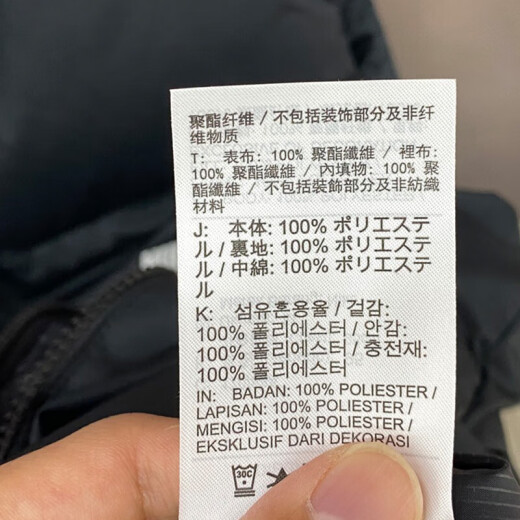 聚酯纤维 / 不包括装饰部分及非纤
维物质
T: 表布: 100% 聚酯纖維 / 裡布:
100% 聚酯纖維 / 內填物: 100% 聚
酯纖維 / 不包括裝飾部分及非紡織
材料
J: 本体: 100% ポリエステ
ル / 裏地: 100% ポリエステ
ル / 中綿: 100% ポリエステ
ル
K: 섬유혼용율 / 겉감:
100% 폴리에스터 / 안감:
100% 폴리에스터 / 충전재:
100% 폴리에스터
IN: BADAN: 100% POLIESTER /
LAPISAN: 100% POLIESTER /
MENGISI: 100% POLIESTER /
EKSKLUSIF DARI DEKORASI
30C